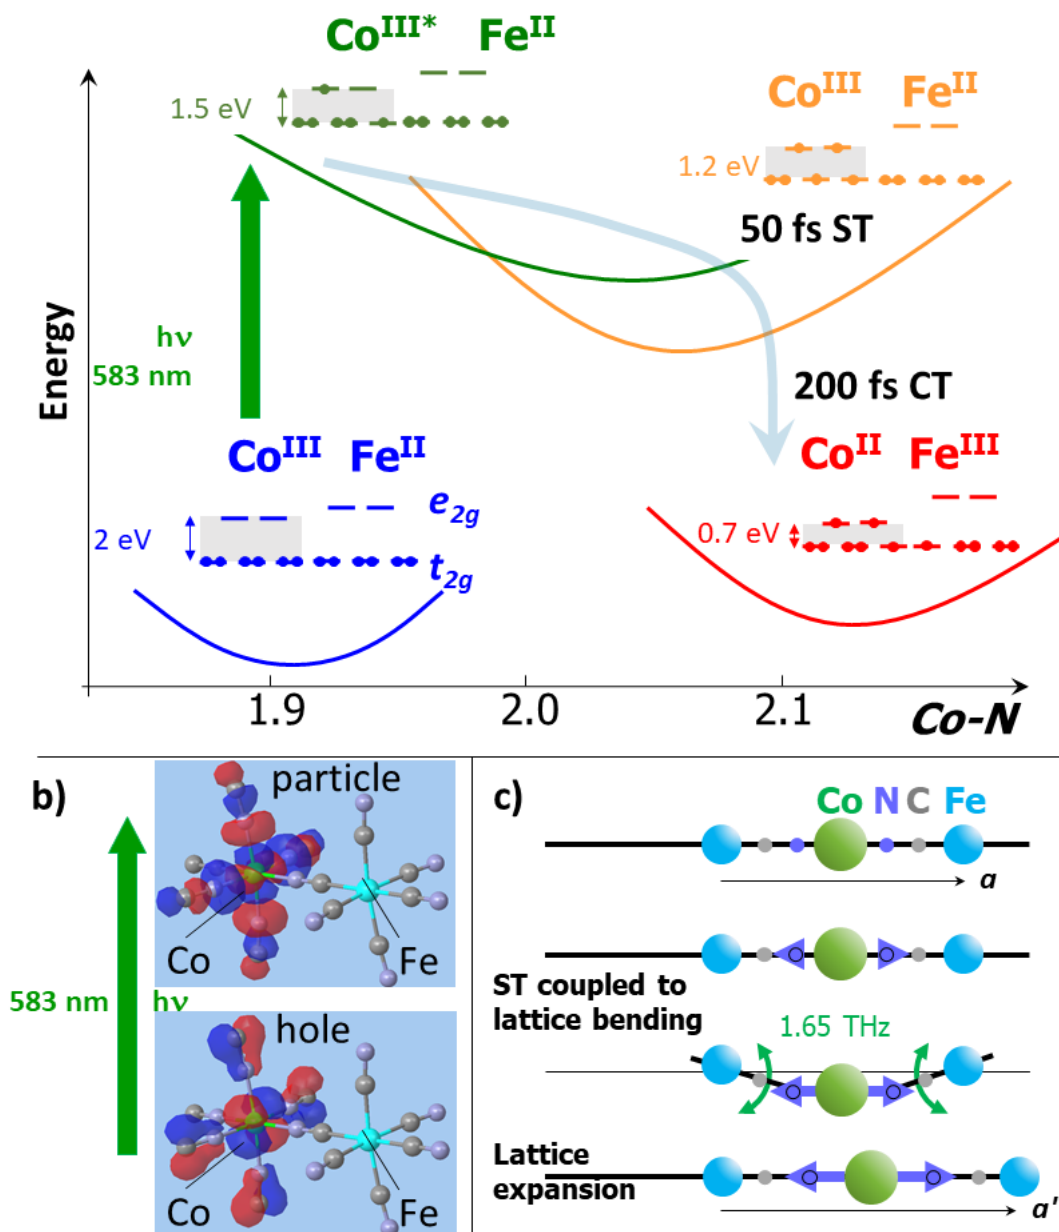 Co^III* Fe^II
1.5 eV
Co^III Fe^II
1.2 eV
50 fs ST
Energy
hν
583 nm
200 fs CT
Co^III Fe^II
e_2g
2 eV
t_2g
Co^II Fe^III
0.7 eV
1.9 2.0 2.1 Co-N
b)
particle
Co Fe
583 nm hν
hole
Co Fe
c)
Co N C Fe
a
ST coupled to
lattice bending
1.65 THz
Lattice
expansion
a'